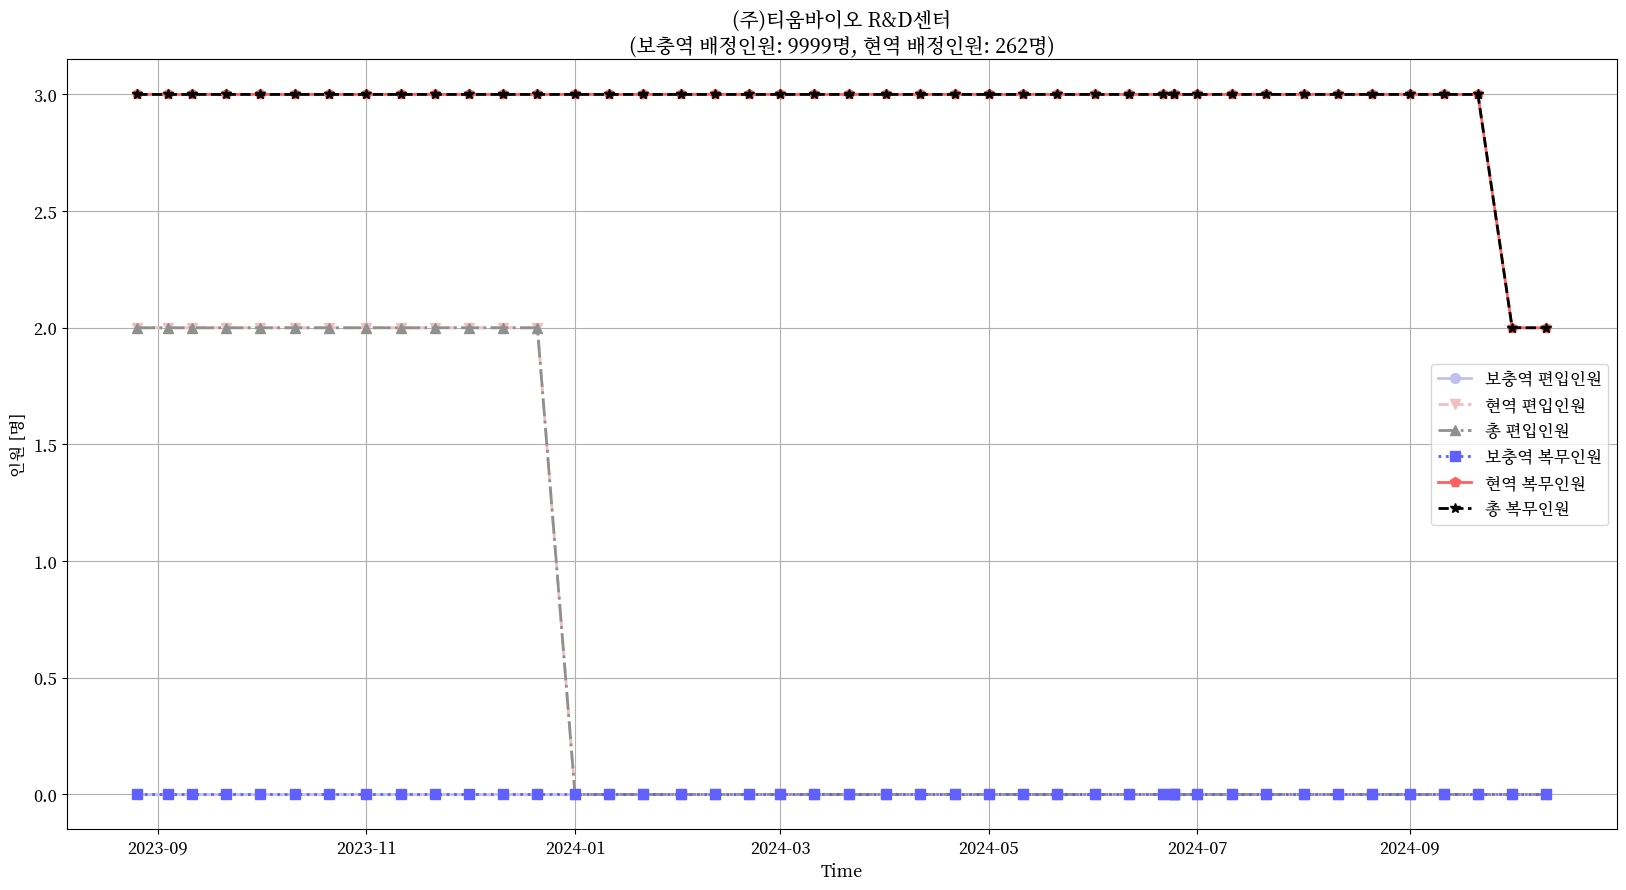 (주)티움바이오 R&D센터
(보충역 배정인원: 9999명, 현역 배정인원: 262명)
인원 [명]
3.0
2.5
2.0
1.5
1.0
0.5
0.0
보충역 편입인원
현역 편입인원
총 편입인원
보충역 복무인원
현역 복무인원
총 복무인원
2023-09
2023-11
2024-01
2024-03
2024-05
2024-07
2024-09
Time